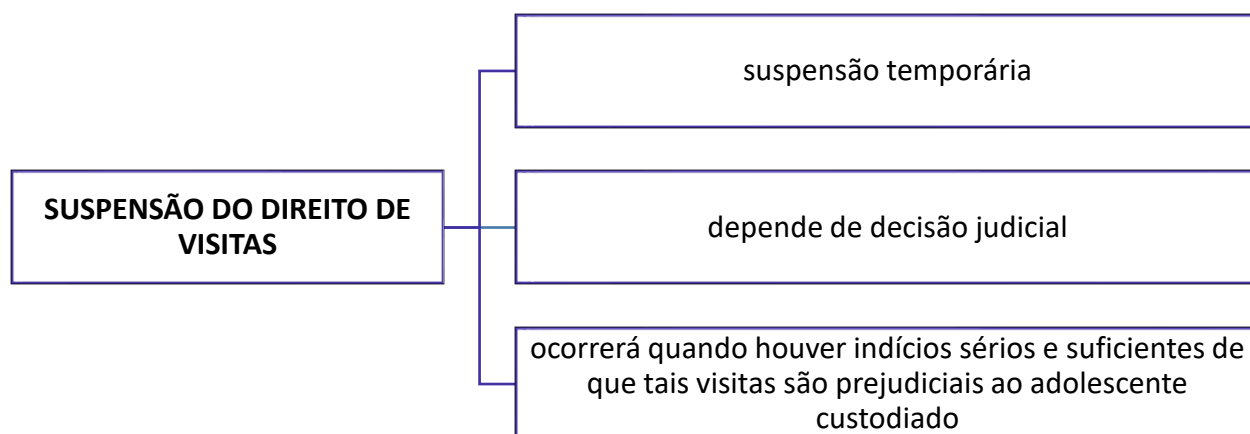 SUSPENSÃO DO DIREITO DE
VISITAS
suspensão temporária
depende de decisão judicial
ocorrerá quando houver indícios sérios e suficientes de
que tais visitas são prejudiciais ao adolescente
custodiado